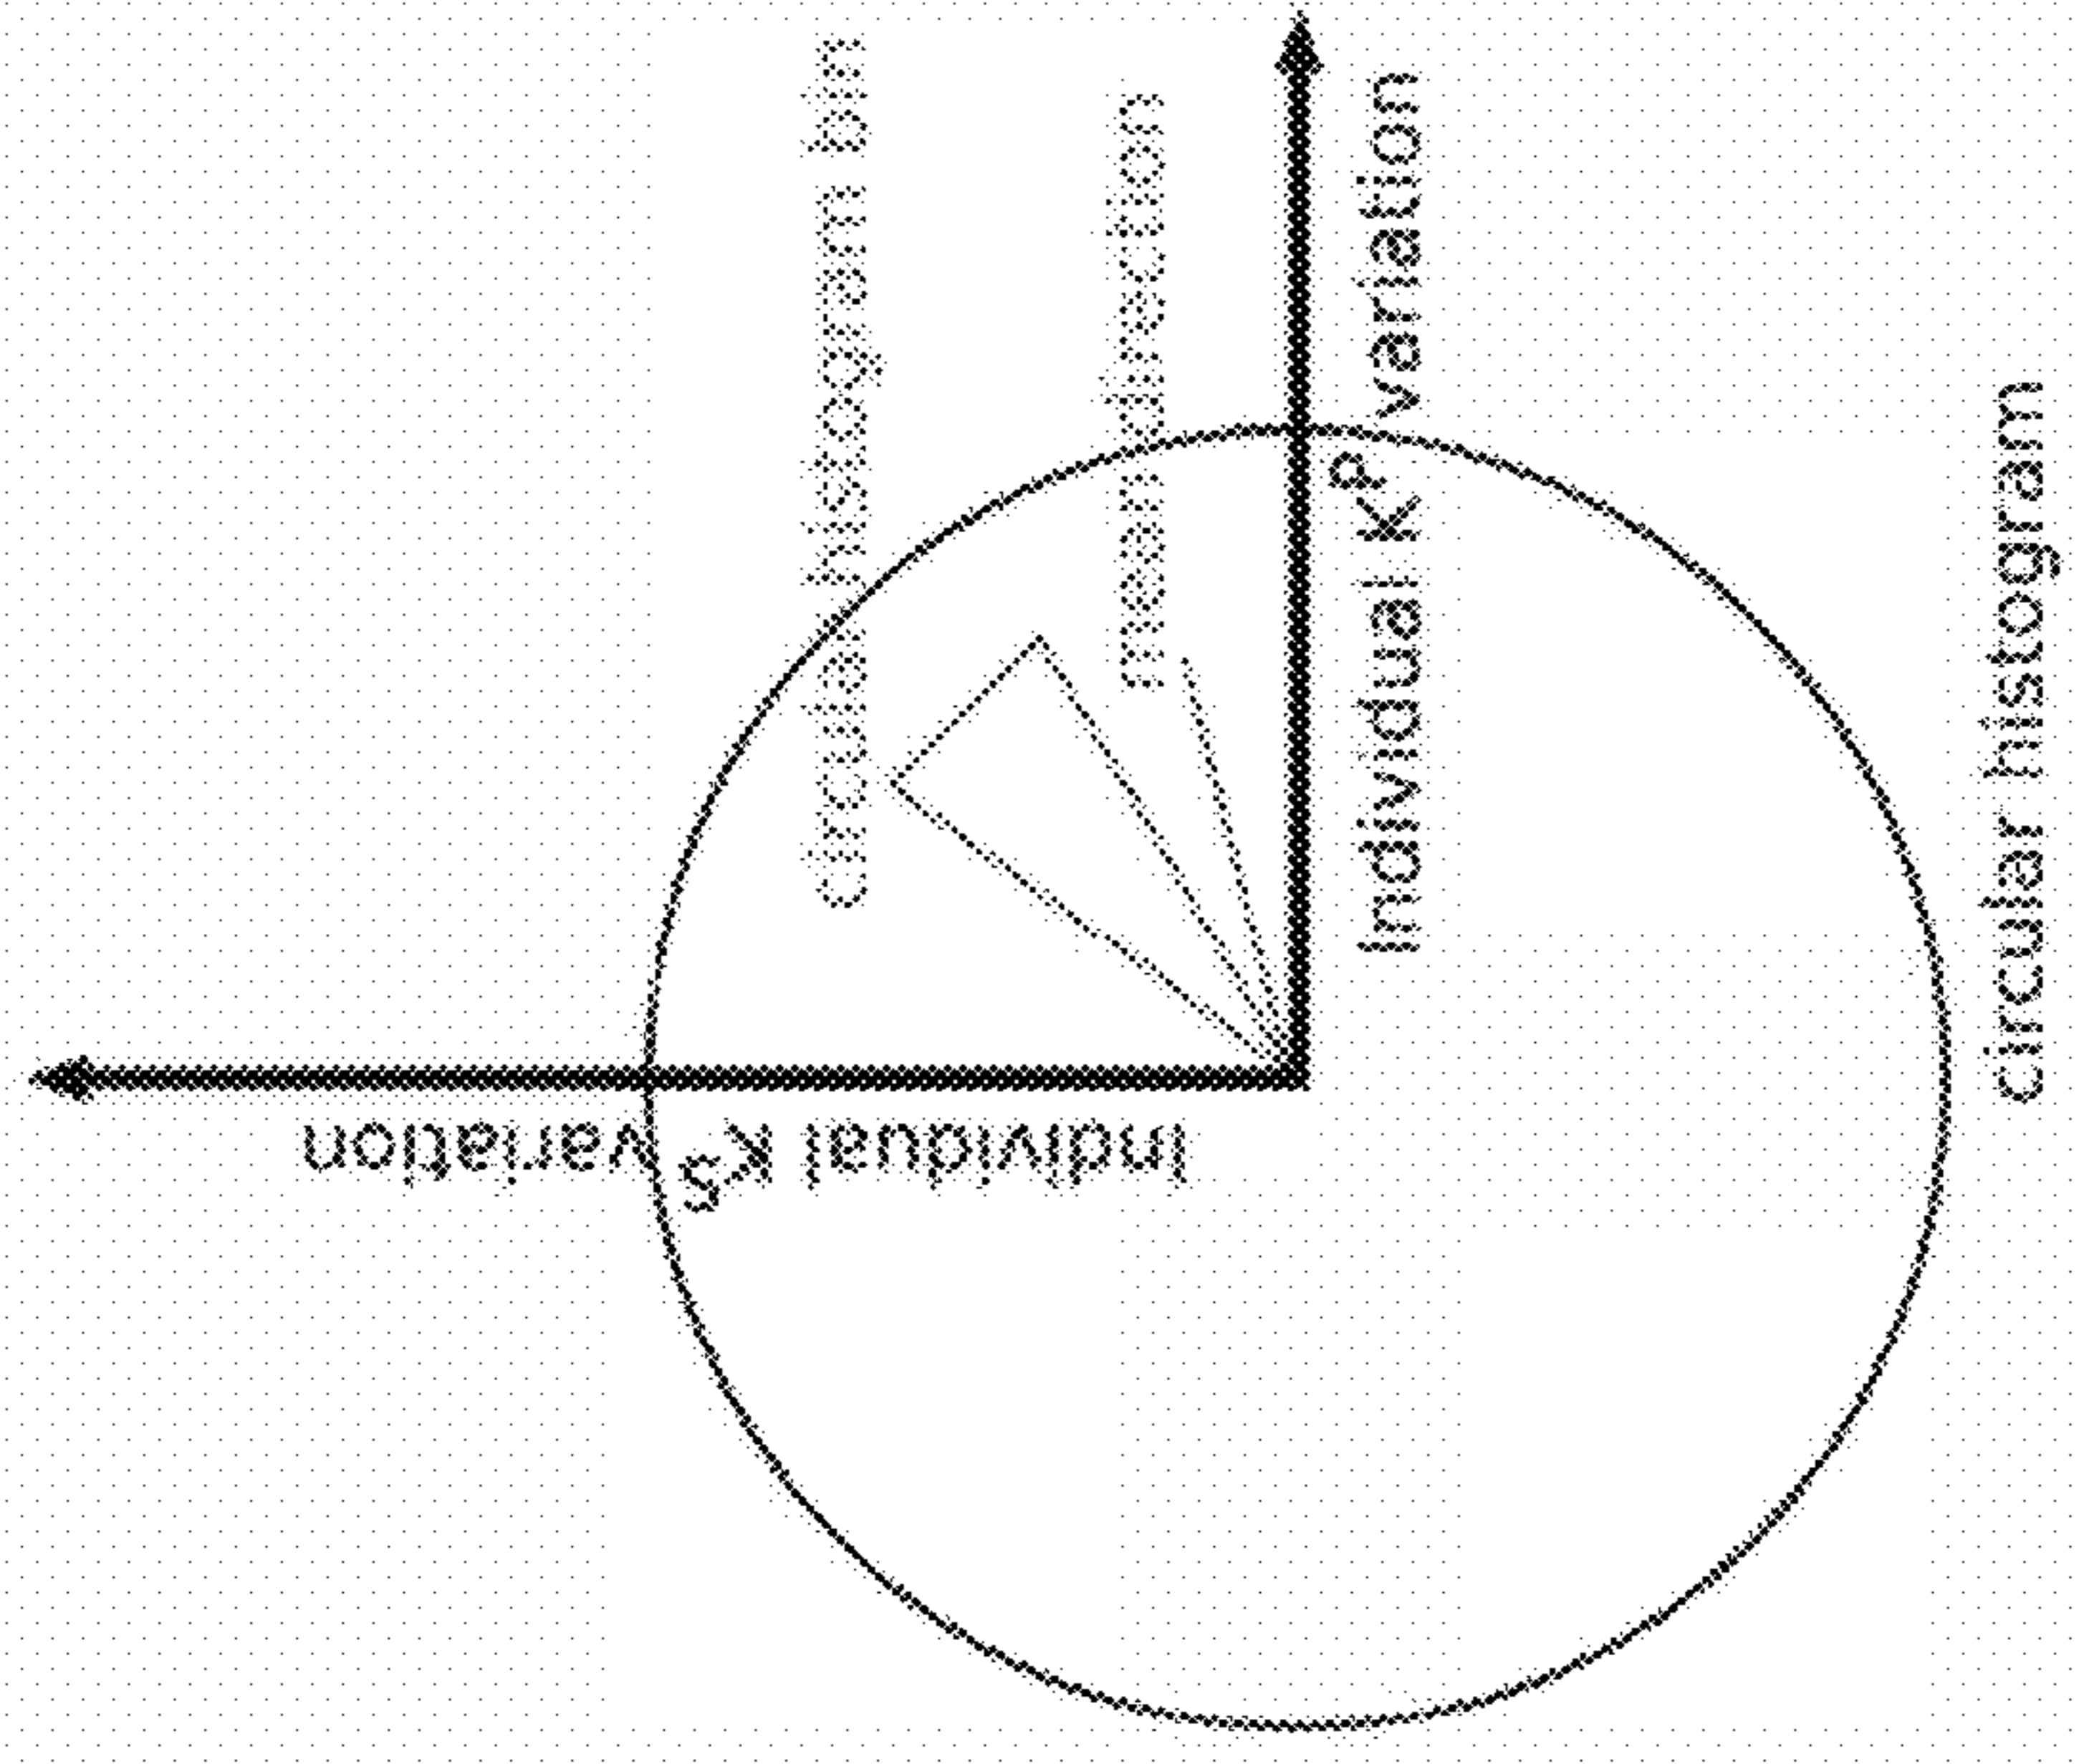 circular histogram bin
mean direction
Individual K^P variation
Individual K^S variation
circular histogram